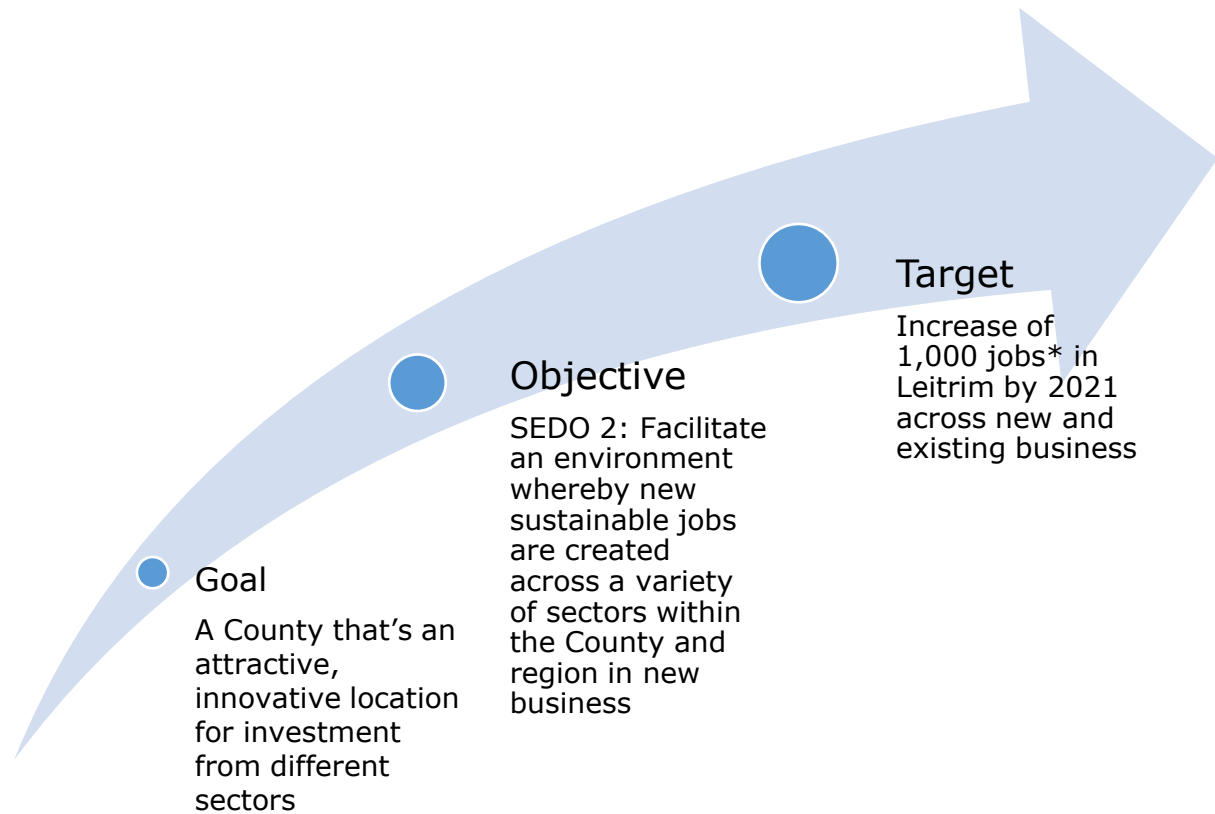 Goal
A County that’s an
attractive,
innovative location
for investment
from different
sectors
Objective
SEDO 2: Facilitate
an environment
whereby new
sustainable jobs
are created
across a variety
of sectors within
the County and
region in new
business
Target
Increase of
1,000 jobs* in
Leitrim by 2021
across new and
existing business